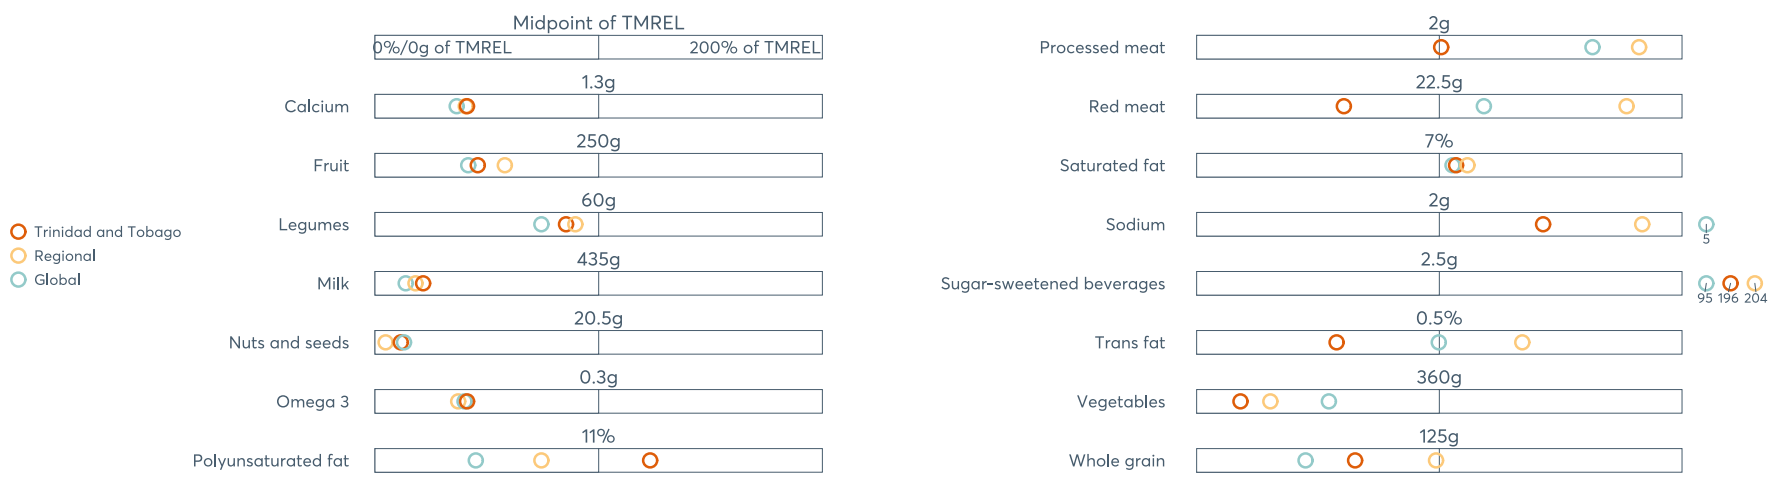 Midpoint of TMREL
0%/0g of TMREL 200% of TMREL
1.3g
Calcium
250g
Fruit
60g
Legumes
435g
Milk
20.5g
Nuts and seeds
0.3g
Omega 3
11%
Polyunsaturated fat
Trinidad and Tobago
Regional
Global
2g
Processed meat
22.5g
Red meat
7%
Saturated fat
2g
Sodium
5
2.5g
Sugar-sweetened beverages
95 196 204
0.5%
Trans fat
360g
Vegetables
125g
Whole grain